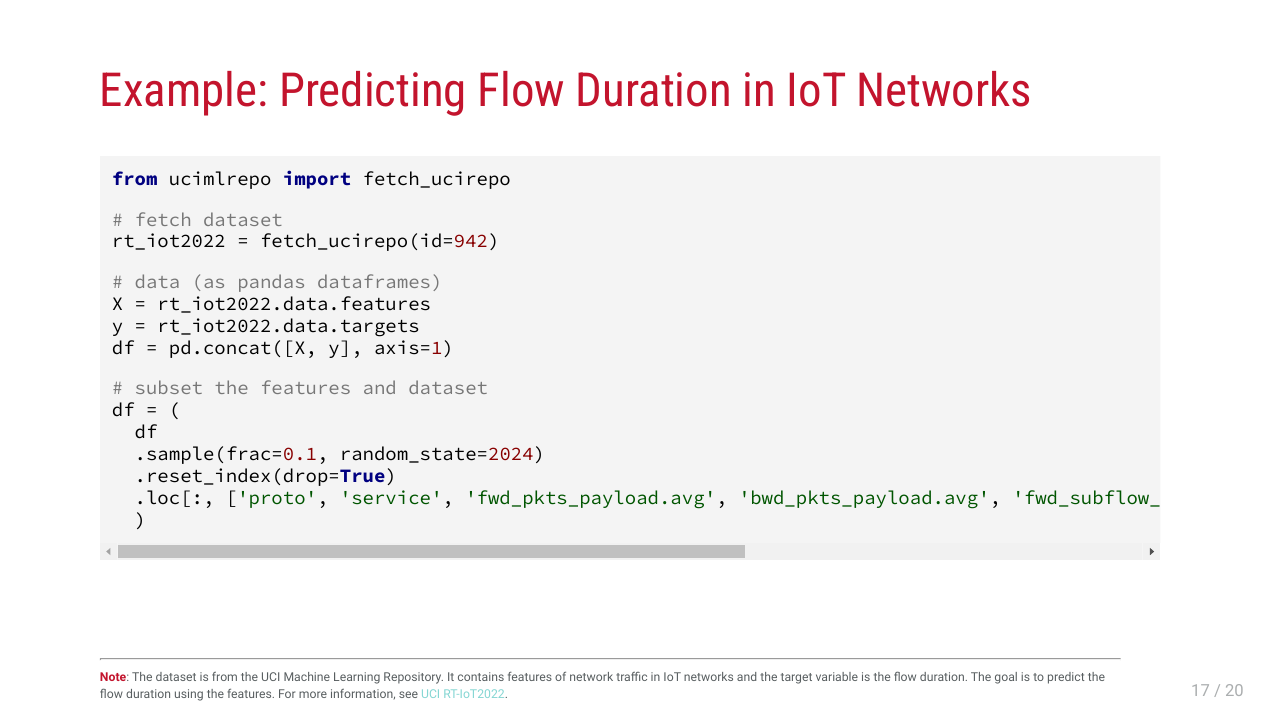 Example: Predicting Flow Duration in IoT Networks
from ucimlrepo import fetch_ucirepo
# fetch dataset
rt_iot2022 = fetch_ucirepo(id=942)
# data (as pandas dataframes)
X = rt_iot2022.data.features
y = rt_iot2022.data.targets
df = pd.concat([X, y], axis=1)
# subset the features and dataset
df = (
  df
  .sample(frac=0.1, random_state=2024)
  .reset_index(drop=True)
  .loc[:, ['proto', 'service', 'fwd_pkts_payload.avg', 'bwd_pkts_payload.avg', 'fwd_subflow_
  )
Note: The dataset is from the UCI Machine Learning Repository. It contains features of network traffic in IoT networks and the target variable is the flow duration. The goal is to predict the
flow duration using the features. For more information, see UCI RT-IoT2022.
17 / 20